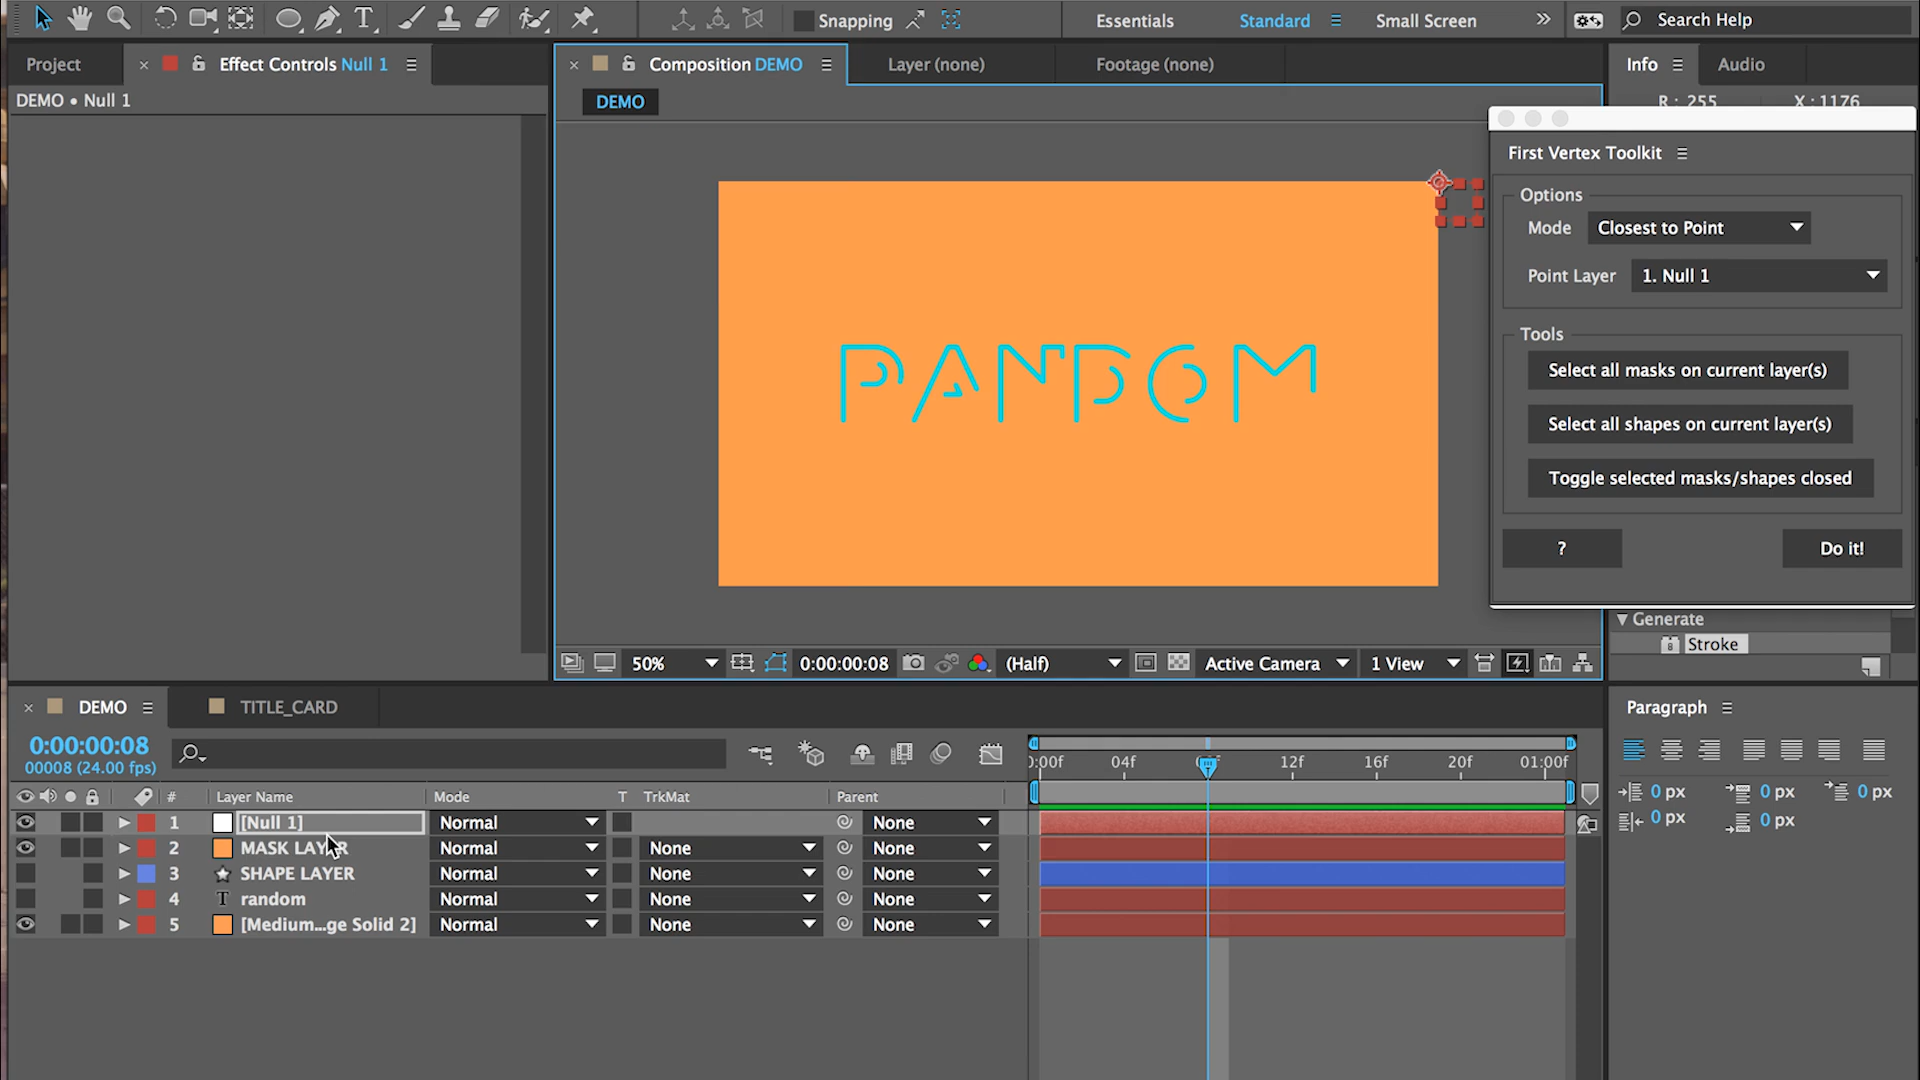 Snapping
Essentials
Standard
Small Screen
Search Help
Project
Effect Controls Null 1
Composition DEMO
Layer (none)
Footage (none)
Info
Audio
DEMO • Null 1
DEMO
R : 255
X : 1176
First Vertex Toolkit
Options
Mode
Closest to Point
Point Layer
1. Null 1
Tools
Select all masks on current layer(s)
Select all shapes on current layer(s)
Toggle selected masks/shapes closed
?
Do it!
Generate
8
Stroke
50%
0:00:00:08
(Half)
Active Camera
1 View
DEMO
TITLE_CARD
Paragraph
0:00:00:08
00008 (24.00 fps)
:00f
04f
12f
16f
20f
01:00f
# Layer Name Mode T TrkMat Parent
1 [Null 1] Normal None
2 MASK LAYER Normal None None
3 SHAPE LAYER Normal None None
4 T random Normal None None
5 [Medium...ge Solid 2] Normal None None
0 px 0 px 0 px
0 px 0 px